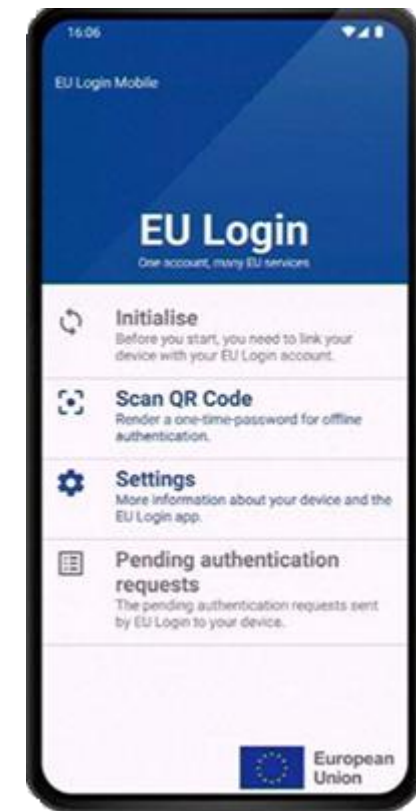 16:06
EU Login Mobile
EU Login
One account, many EU services
Initialise
Before you start, you need to link your
device with your EU Login account.
Scan QR Code
Render a one-time-password for offline
authentication.
Settings
More information about your device and the
EU Login app.
Pending authentication
requests
The pending authentication requests sent
by EU Login to your device.
European
Union